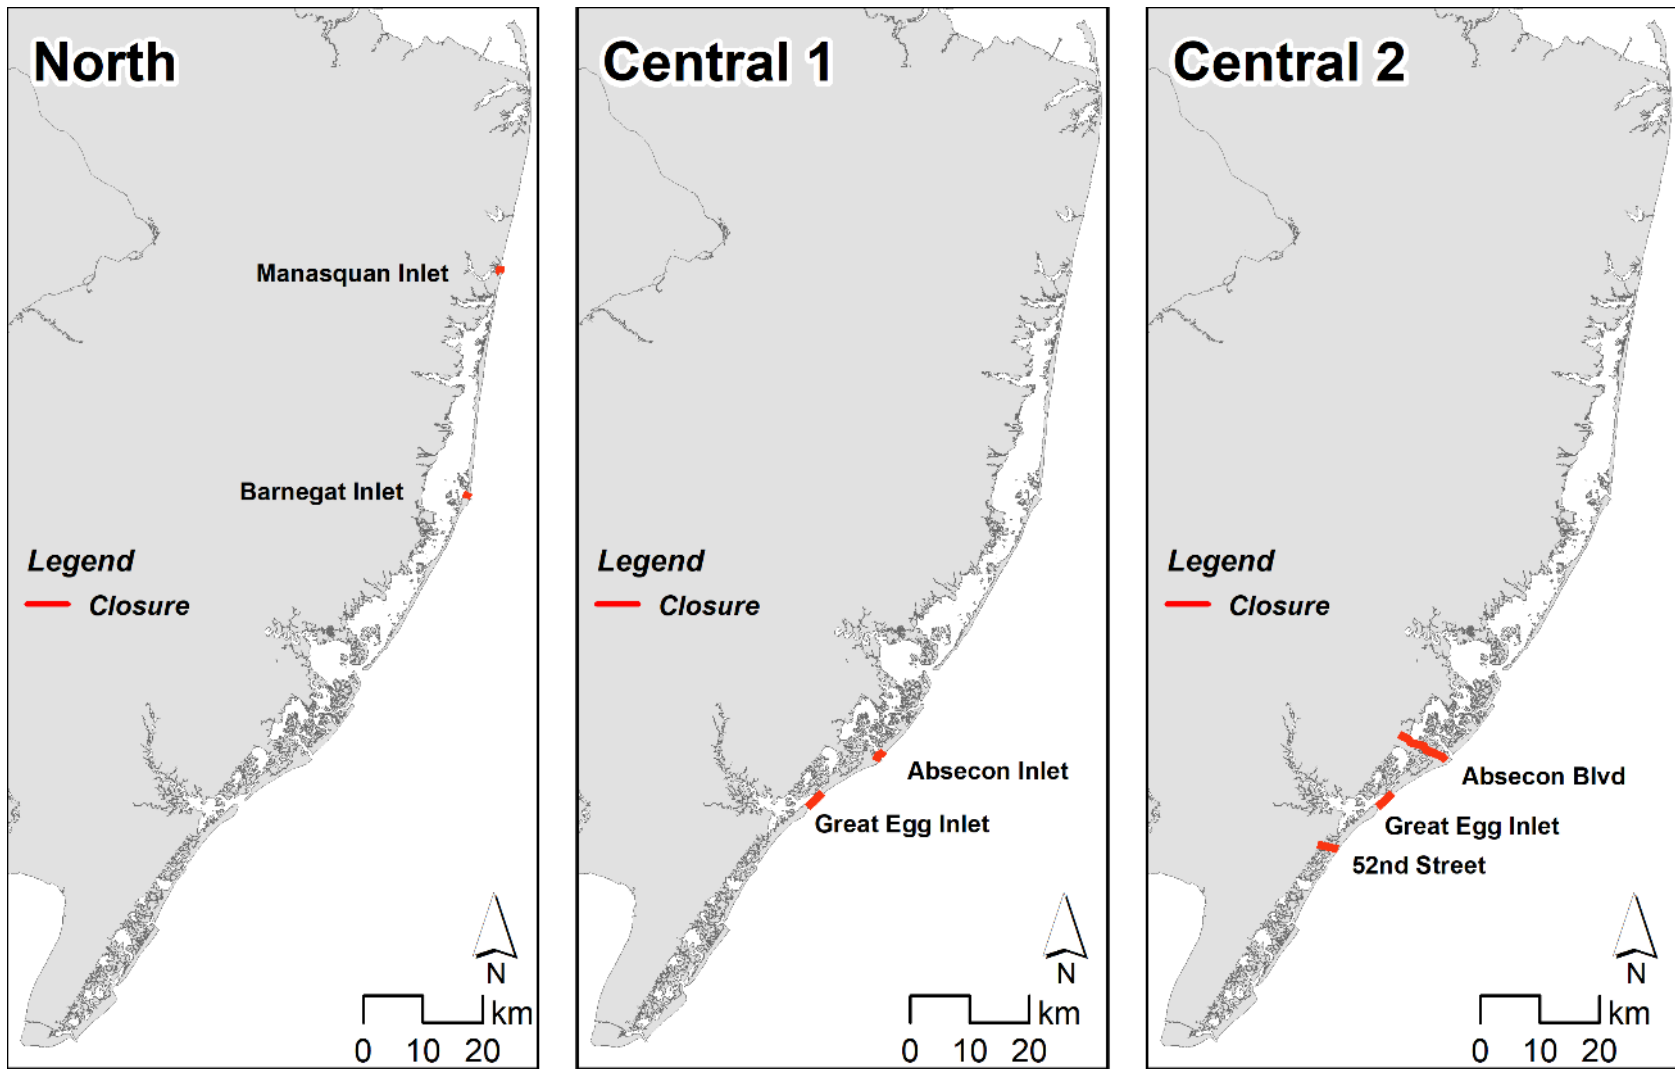 North
Manasquan Inlet
Barnegat Inlet
Legend
Closure
N
km
0 10 20
Central 1
Legend
Closure
Absecon Inlet
Great Egg Inlet
N
km
0 10 20
Central 2
Legend
Closure
Absecon Blvd
Great Egg Inlet
52nd Street
N
km
0 10 20